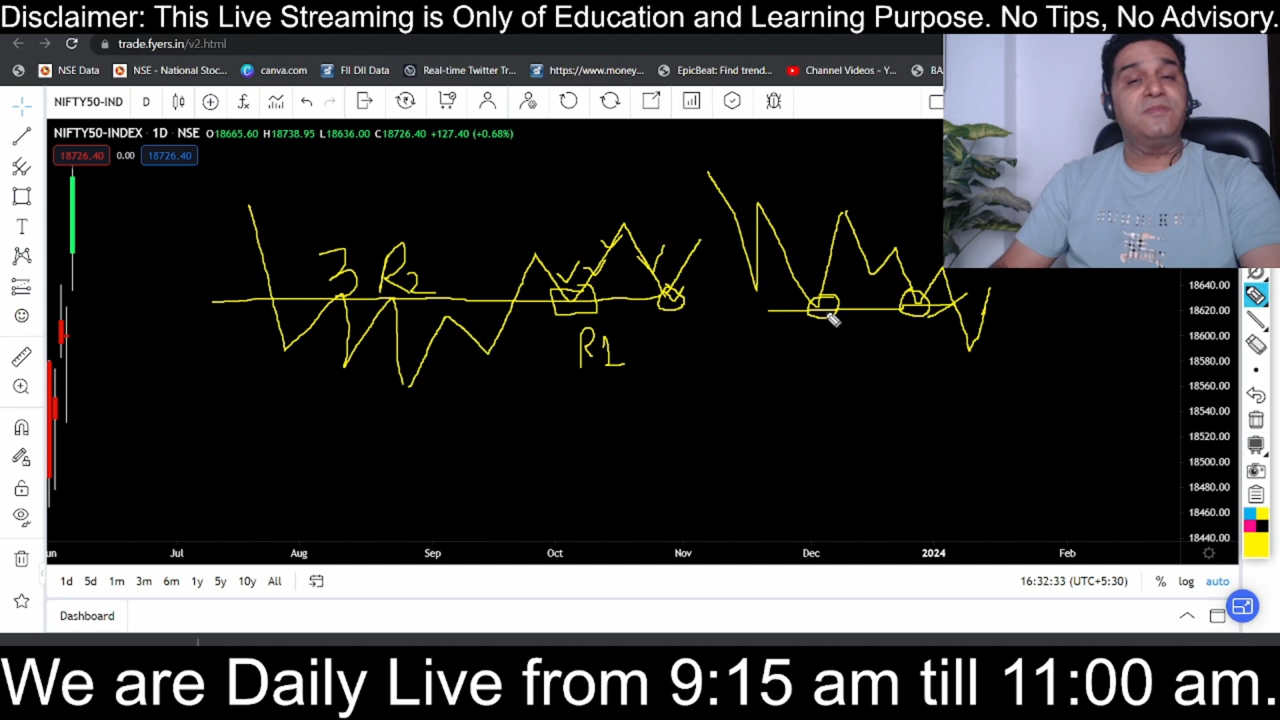 Disclaimer: This Live Streaming is Only of Education and Learning Purpose. No Tips, No Advisory.
trade.fyers.in/v2.html
NSE Data
NSE - National Stoc...
canva.com
FII DII Data
Real-time Twitter Tr...
https://www.money...
EpicBeat: Find trend...
Channel Videos - Y...
BA
NIFTY50-IND D
NIFTY50-INDEX · 1D · NSE O18665.60 H18738.95 L18636.00 C18726.40 +127.40 (+0.68%)
18726.40 0.00 18726.40
3 R2
R1
18640.00
18620.00
18600.00
18580.00
18560.00
18540.00
18520.00
18500.00
18480.00
18460.00
18440.00
un Jul Aug Sep Oct Nov Dec 2024 Feb
1d 5d 1m 3m 6m 1y 5y 10y All 16:32:33 (UTC+5:30) % log auto
Dashboard
We are Daily Live from 9:15 am till 11:00 am.